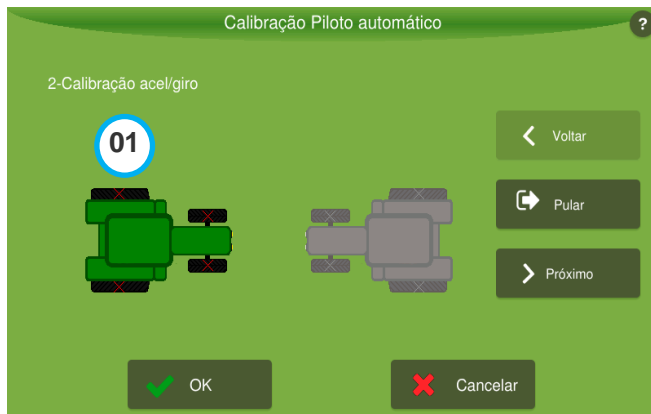 Calibração Piloto automático
?
2-Calibração acel/giro
01
Voltar
Pular
Próximo
OK
Cancelar